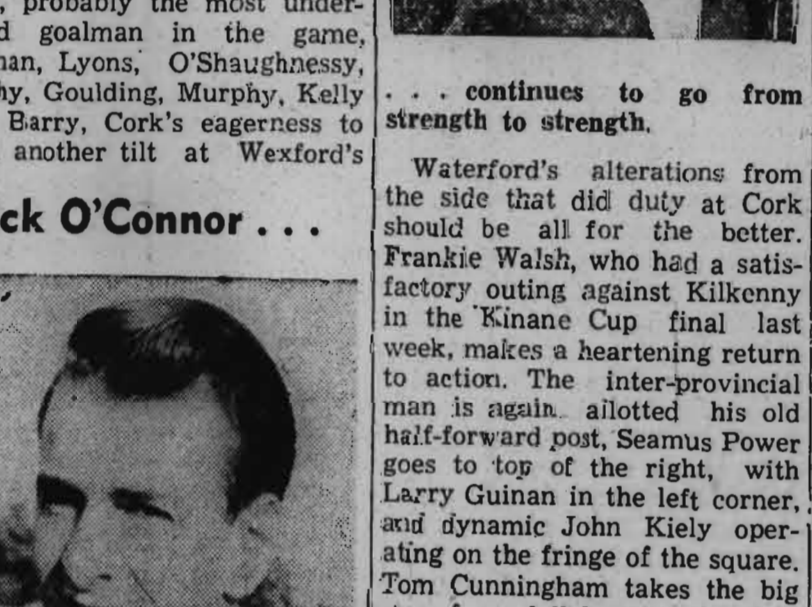 , probably the most under-
d goalman in the game,
nan, Lyons, O'Shaughnessy,
hy, Goulding, Murphy, Kelly
Barry, Cork's eagerness to
another tilt at Wexford's
ck O'Connor . . .
. . . continues to go from
strength to strength.
Waterford's alterations from
the side that did duty at Cork
should be all for the better.
Frankie Walsh, who had a satis-
factory outing against Kilkenny
in the Kinane Cup final last
week, makes a heartening return
to action. The inter-provincial
man is again ailotted his old
half-forward post, Seamus Power
goes to top of the right, with
Larry Guinan in the left corner,
and dynamic John Kiely oper-
ating on the fringe of the square.
Tom Cunningham takes the big